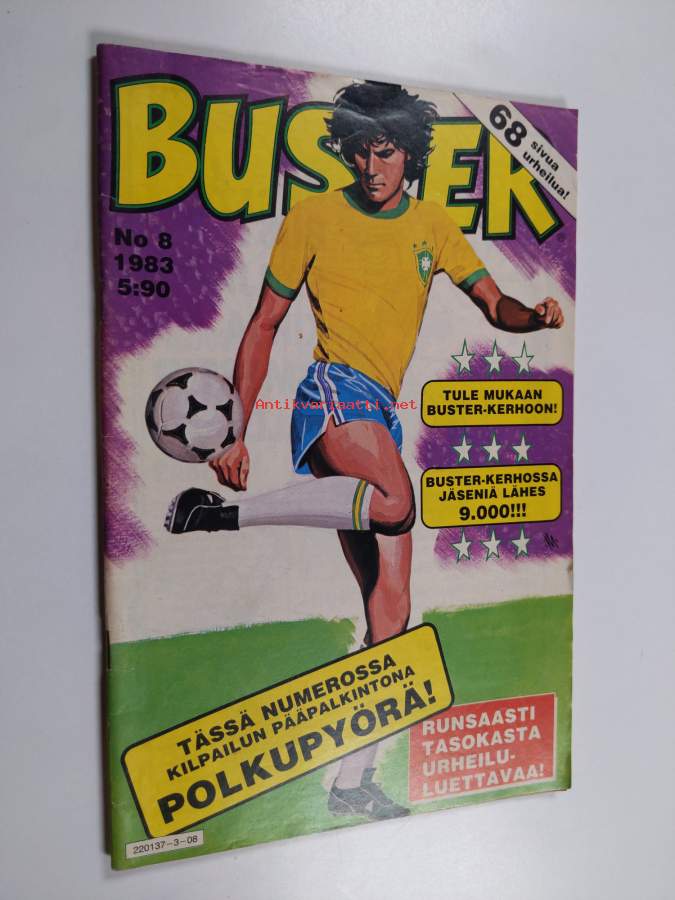 BUSTER
68
sivua
urheilua!
No 8
1983
5:90
TULE MUKAAN
BUSTER-KERHOON!
BUSTER-KERHOSSA
JÄSENIÄ LÄHES
9.000!!!
Antikvariaatti.net
TÄSSÄ NUMEROSSA
KILPAILUN PÄÄPALKINTONA
POLKUPYÖRÄ!
RUNSAASTI
TASOKASTA
URHEILU-
LUETTAVAA!
220137-3-08